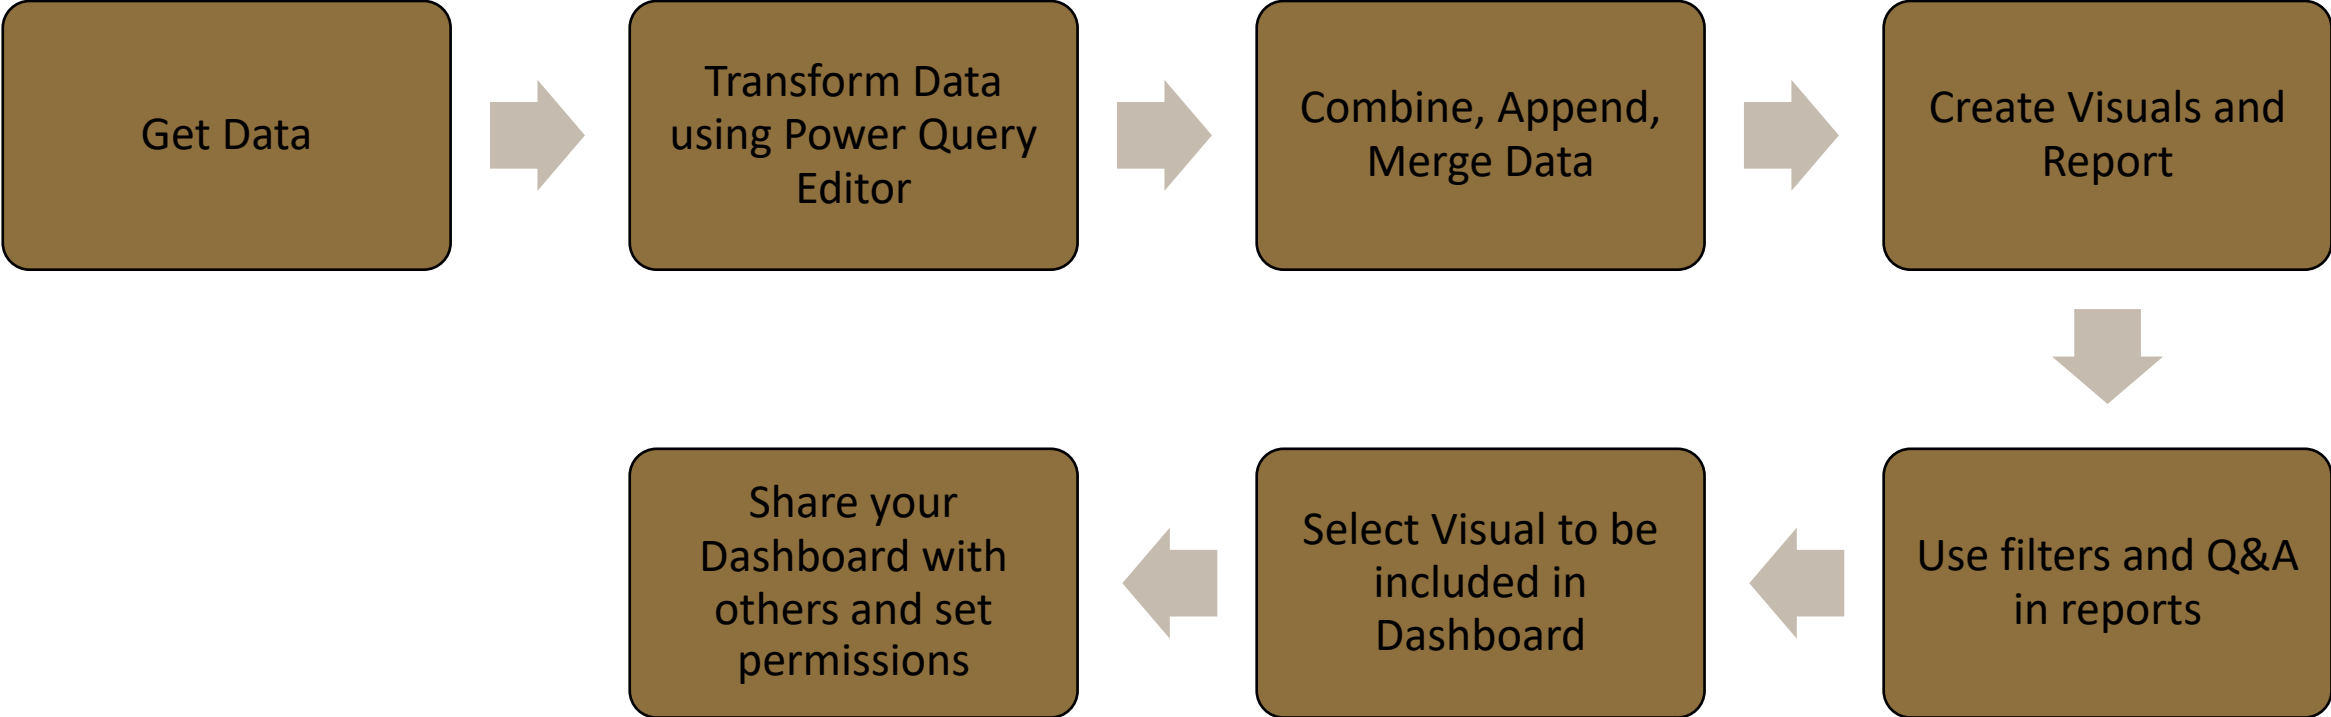 Get Data
Transform Data
using Power Query
Editor
Combine, Append,
Merge Data
Create Visuals and
Report
Use filters and Q&A
in reports
Select Visual to be
included in
Dashboard
Share your
Dashboard with
others and set
permissions